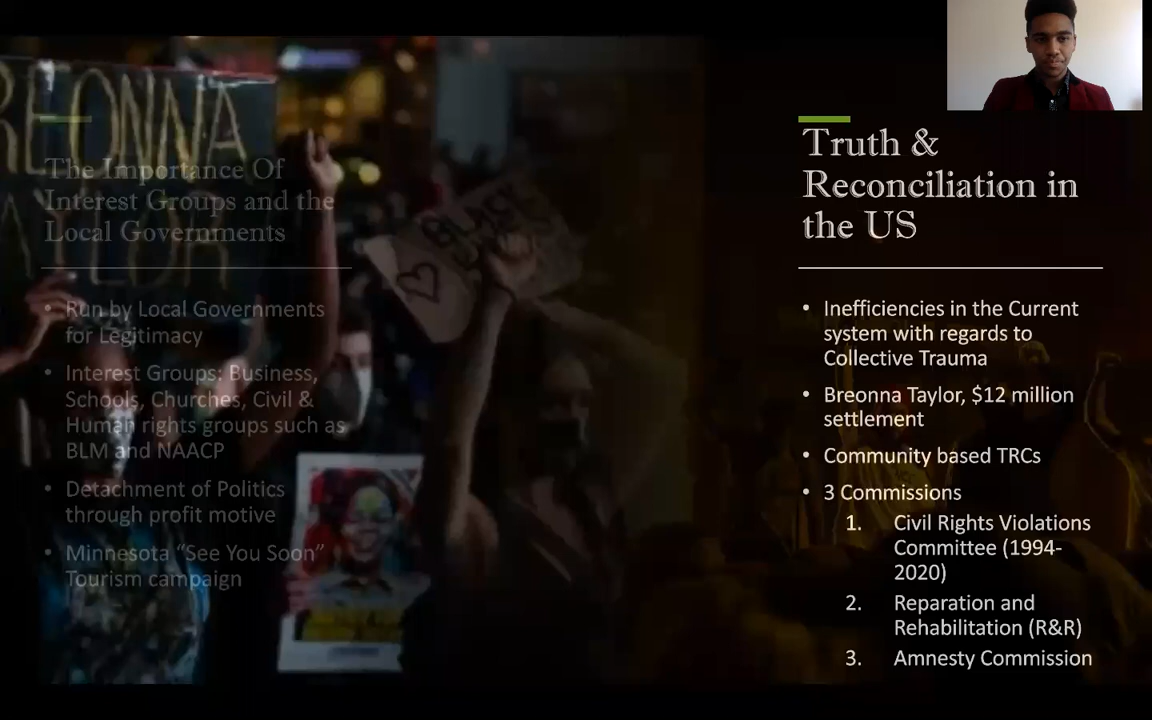 BREONNA
TAYLOR
BLACK
The Importance Of
Interest Groups and the
Local Governments
• Run by Local Governments
for Legitimacy
• Interest Groups: Business,
Schools, Churches, Civil &
Human rights groups such as
BLM and NAACP
• Detachment of Politics
through profit motive
• Minnesota “See You Soon”
Tourism campaign
Truth &
Reconciliation in
the US
• Inefficiencies in the Current
system with regards to
Collective Trauma
• Breonna Taylor, $12 million
settlement
• Community based TRCs
• 3 Commissions
1. Civil Rights Violations
Committee (1994-
2020)
2. Reparation and
Rehabilitation (R&R)
3. Amnesty Commission